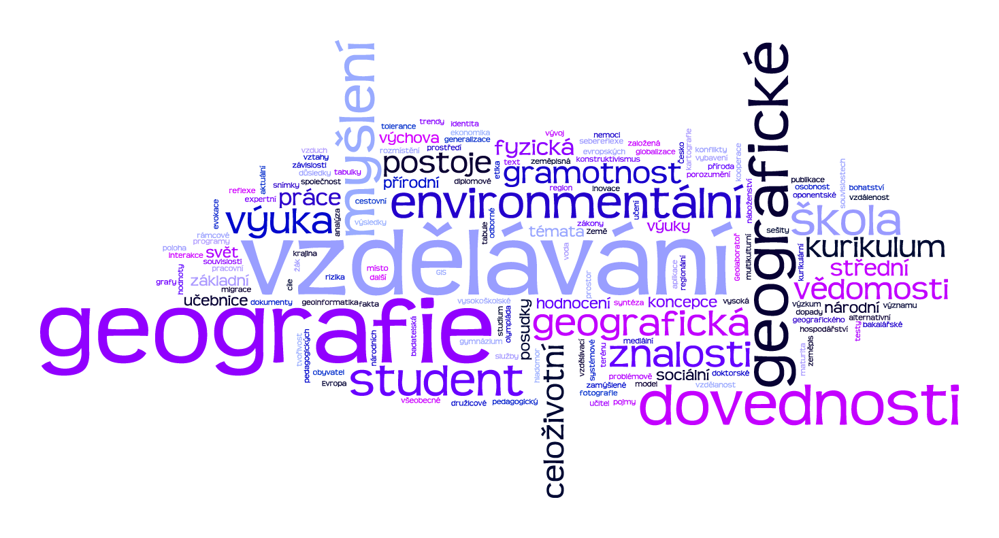 geografické
myšlení
trendy
identita
tolerance
výchova
ekonomika
generalizace
vývoj
nemoci
sebereflexe
založená
kartografie
konflikty
vybavení
kooperace
vzduch
vztahy
závislosti
důsledky
tabulky
rozmístění
prostředí
fyzická
evropských
globalizace
Česko
příroda
porozumění
postoje
etika
text
zeměpisná
konstruktivismus
gramotnost
aktuální
snímky
společnost
přírodní
diplomové
region
inovace
náboženství
publikace
osobnost
oponentské
souvislostech
bohatství
vzdálenost
reflexe
expertní
práce
cestovní
environmentální
učení
evokace
výuka
analýza
výsledky
tabule
odborné
témata
zákony
země
výuky
sešity
škola
rámcové
programy
poloha
interakce
svět
souvislosti
pracovní
krajina
žák
vzdělávání
voda
Geolaboratoř
multikulturní
kurikulární
kurikulum
střední
grafy
hodnoty
základní
migrace
cíle
rizika
místo
další
GIS
prostor
aplikace
regionální
vědomosti
učebnice
dokumenty
geoinformatika
fakta
vysokoškolské
studium
olympiáda
posudky
hodnocení
syntéza
koncepce
vysoká
výzkum
dopady
národní
významu
geografického
alternativní
bakalářské
hospodářství
testy
geografie
geografická
tvořivost
pedagogických
národních
badatelská
gymnázium
služby
hladomor
celoživotní
vzdělávací
systémové
terénu
mediální
znalosti
maturita
zeměpis
obyvatel
Evropa
student
problémově
sociální
doktorské
zamýšlené
model
vzdělanost
fotografie
všeobecné
družicové
pedagogický
učitel
pojmy
dovednosti